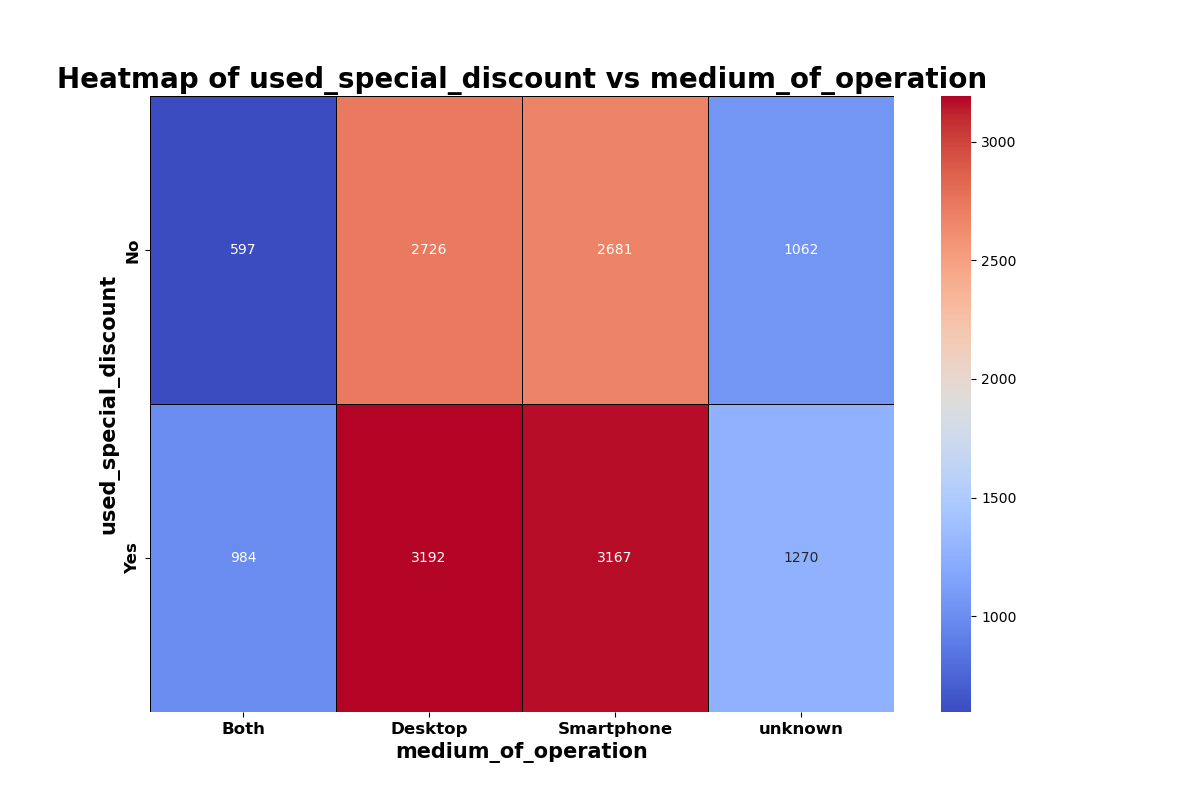 Heatmap of used_special_discount vs medium_of_operation
used_special_discount
No
597
2726
2681
1062
Yes
984
3192
3167
1270
Both
Desktop
Smartphone
unknown
medium_of_operation
3000
2500
2000
1500
1000